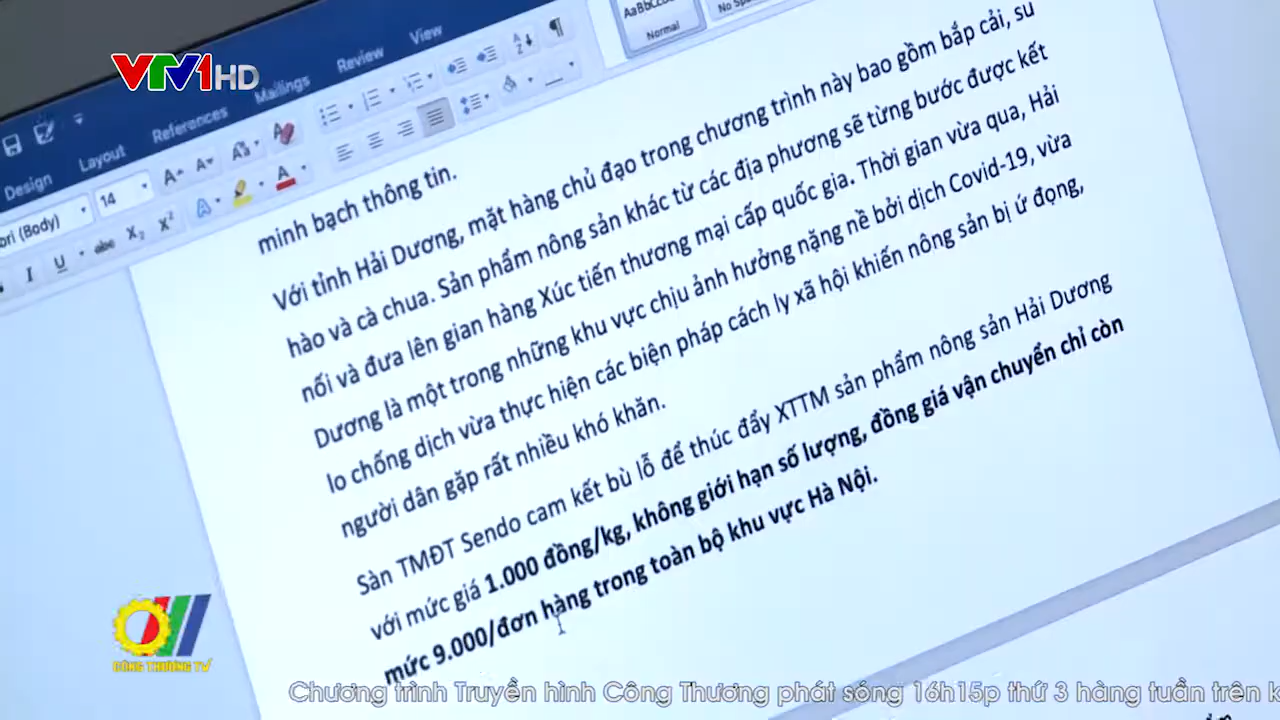 VTV1HD
View
Review
Mailings
References
Layout
Design
14
(Body)
I U abc X₂ X²
AaBbCcDc
Normal
minh bạch thông tin.
Với tỉnh Hải Dương, mặt hàng chủ đạo trong chương trình này bao gồm bắp cải, su
hào và cà chua. Sản phẩm nông sản khác từ các địa phương sẽ từng bước được kết
nối và đưa lên gian hàng Xúc tiến thương mại cấp quốc gia. Thời gian vừa qua, Hải
Dương là một trong những khu vực chịu ảnh hưởng nặng nề bởi dịch Covid-19, vừa
lo chống dịch vừa thực hiện các biện pháp cách ly xã hội khiến nông sản bị ứ đọng,
người dân gặp rất nhiều khó khăn.
Sàn TMĐT Sendo cam kết bù lỗ để thúc đẩy XTTM sản phẩm nông sản Hải Dương
với mức giá 1.000 đồng/kg, không giới hạn số lượng, đồng giá vận chuyển chỉ còn
mức 9.000/đơn hàng trong toàn bộ khu vực Hà Nội.
CÔNG THƯƠNG TV
Chương trình Truyền hình Công Thương phát sóng 16h15p thứ 3 hàng tuần trên k